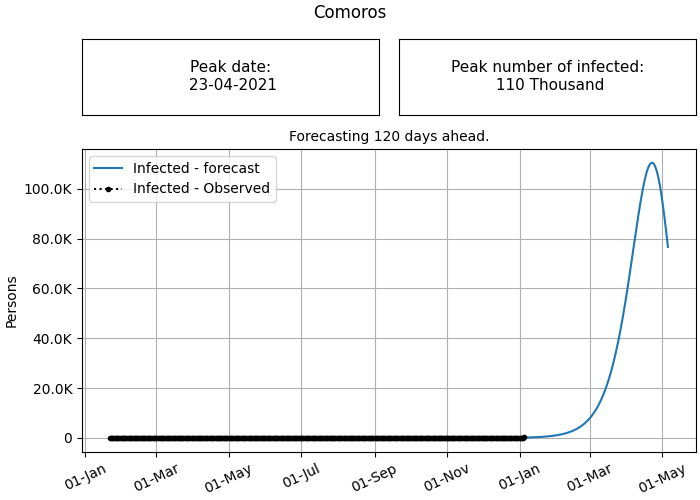 Comoros
Peak date:
23-04-2021
Peak number of infected:
110 Thousand
Forecasting 120 days ahead.
Infected - forecast
Infected - Observed
100.0K
80.0K
60.0K
40.0K
20.0K
0
Persons
01-Jan
01-Mar
01-May
01-Jul
01-Sep
01-Nov
01-Jan
01-Mar
01-May